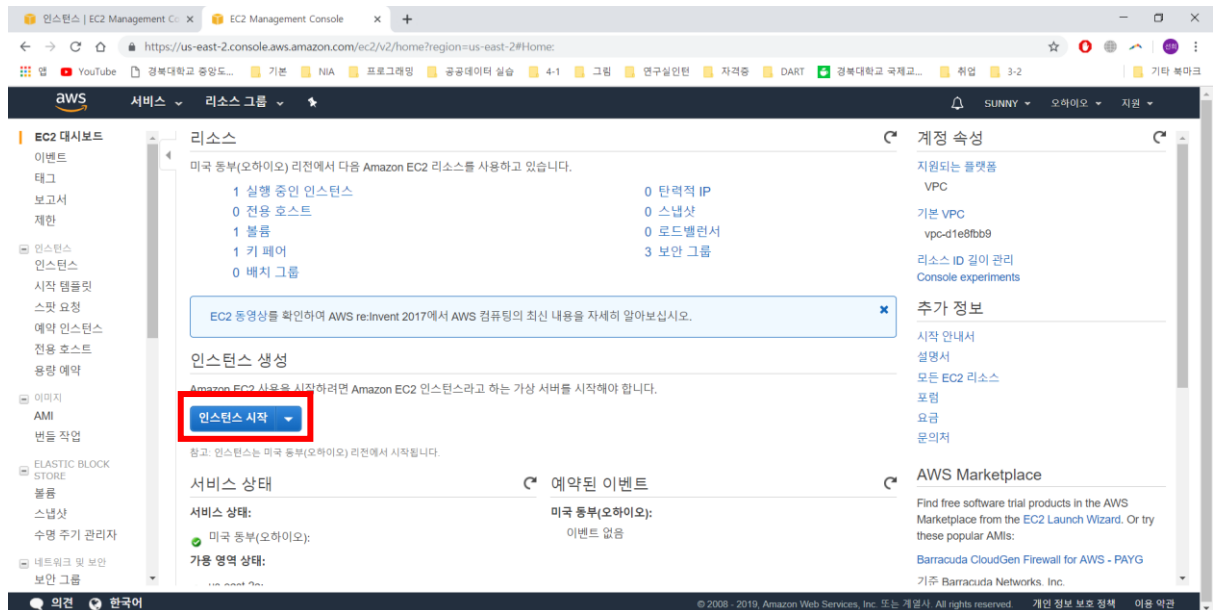 인스턴스 | EC2 Management Co
EC2 Management Console
https://us-east-2.console.aws.amazon.com/ec2/v2/home?region=us-east-2#Home:
앱 YouTube 경북대학교 중앙도... 기본 NIA 프로그래밍 공공데이터 실습 4-1 그림 연구실인턴 자격증 DART 경북대학교 국제교... 취업 3-2 기타 북마크
aws 서비스 리소스 그룹 SUNNY 오하이오 지원
EC2 대시보드
이벤트
태그
보고서
제한
인스턴스
인스턴스
시작 템플릿
스팟 요청
예약 인스턴스
전용 호스트
용량 예약
이미지
AMI
번들 작업
ELASTIC BLOCK
STORE
볼륨
스냅샷
수명 주기 관리자
네트워크 및 보안
보안 그룹
리소스
미국 동부(오하이오) 리전에서 다음 Amazon EC2 리소스를 사용하고 있습니다.
1 실행 중인 인스턴스
0 전용 호스트
1 볼륨
1 키 페어
0 배치 그룹
0 탄력적 IP
0 스냅샷
0 로드밸런서
3 보안 그룹
EC2 동영상를 확인하여 AWS re:Invent 2017에서 AWS 컴퓨팅의 최신 내용을 자세히 알아보십시오.
인스턴스 생성
Amazon EC2 사용을 시작하려면 Amazon EC2 인스턴스라고 하는 가상 서버를 시작해야 합니다.
인스턴스 시작
참고: 인스턴스는 미국 동부(오하이오) 리전에서 시작됩니다.
서비스 상태
서비스 상태:
미국 동부(오하이오):
가용 영역 상태:
예약된 이벤트
미국 동부(오하이오):
이벤트 없음
계정 속성
지원되는 플랫폼
VPC
기본 VPC
vpc-d1e8fbb9
리소스 ID 길이 관리
Console experiments
추가 정보
시작 안내서
설명서
모든 EC2 리소스
포럼
요금
문의처
AWS Marketplace
Find free software trial products in the AWS
Marketplace from the EC2 Launch Wizard. Or try
these popular AMIs:
Barracuda CloudGen Firewall for AWS - PAYG
기준 Barracuda Networks, Inc.
의견 한국어 © 2008 - 2019, Amazon Web Services, Inc. 또는 계열사. All rights reserved. 개인 정보 보호 정책 이용 약관